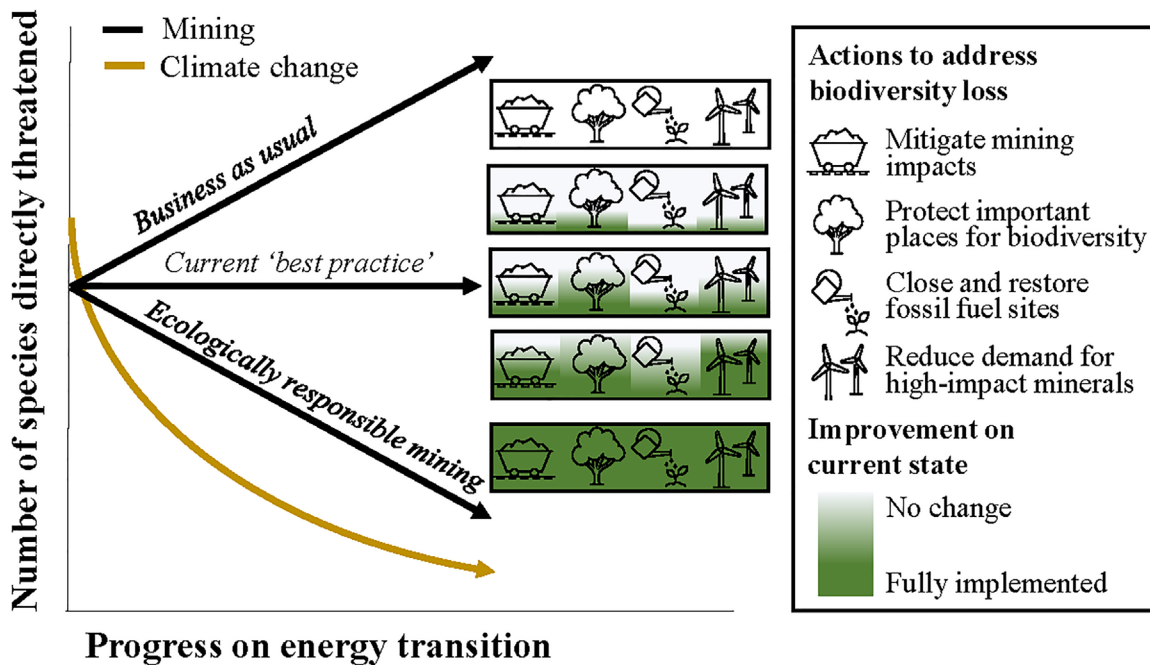 Number of species directly threatened
Mining
Climate change
Business as usual
Current ‘best practice’
Ecologically responsible mining
Progress on energy transition
Actions to address
biodiversity loss
Mitigate mining
impacts
Protect important
places for biodiversity
Close and restore
fossil fuel sites
Reduce demand for
high-impact minerals
Improvement on
current state
No change
Fully implemented